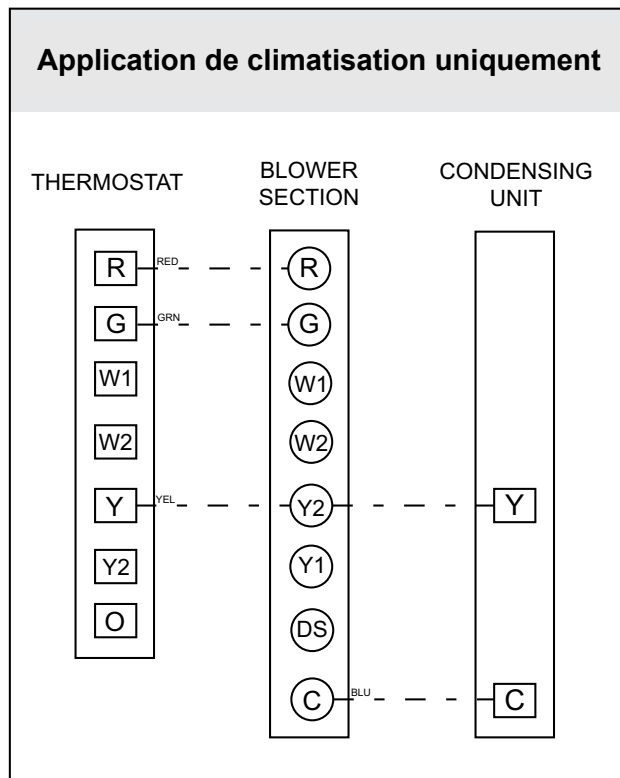 Application de climatisation uniquement
THERMOSTAT
BLOWER
SECTION
CONDENSING
UNIT
R RED R
G GRN G
W1 W1
W2 W2
Y YEL Y2 Y
Y2 Y1
O DS
C BLU C